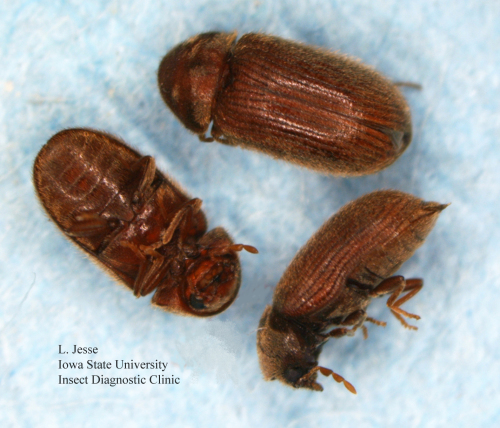 L. Jesse
Iowa State University
Insect Diagnostic Clinic